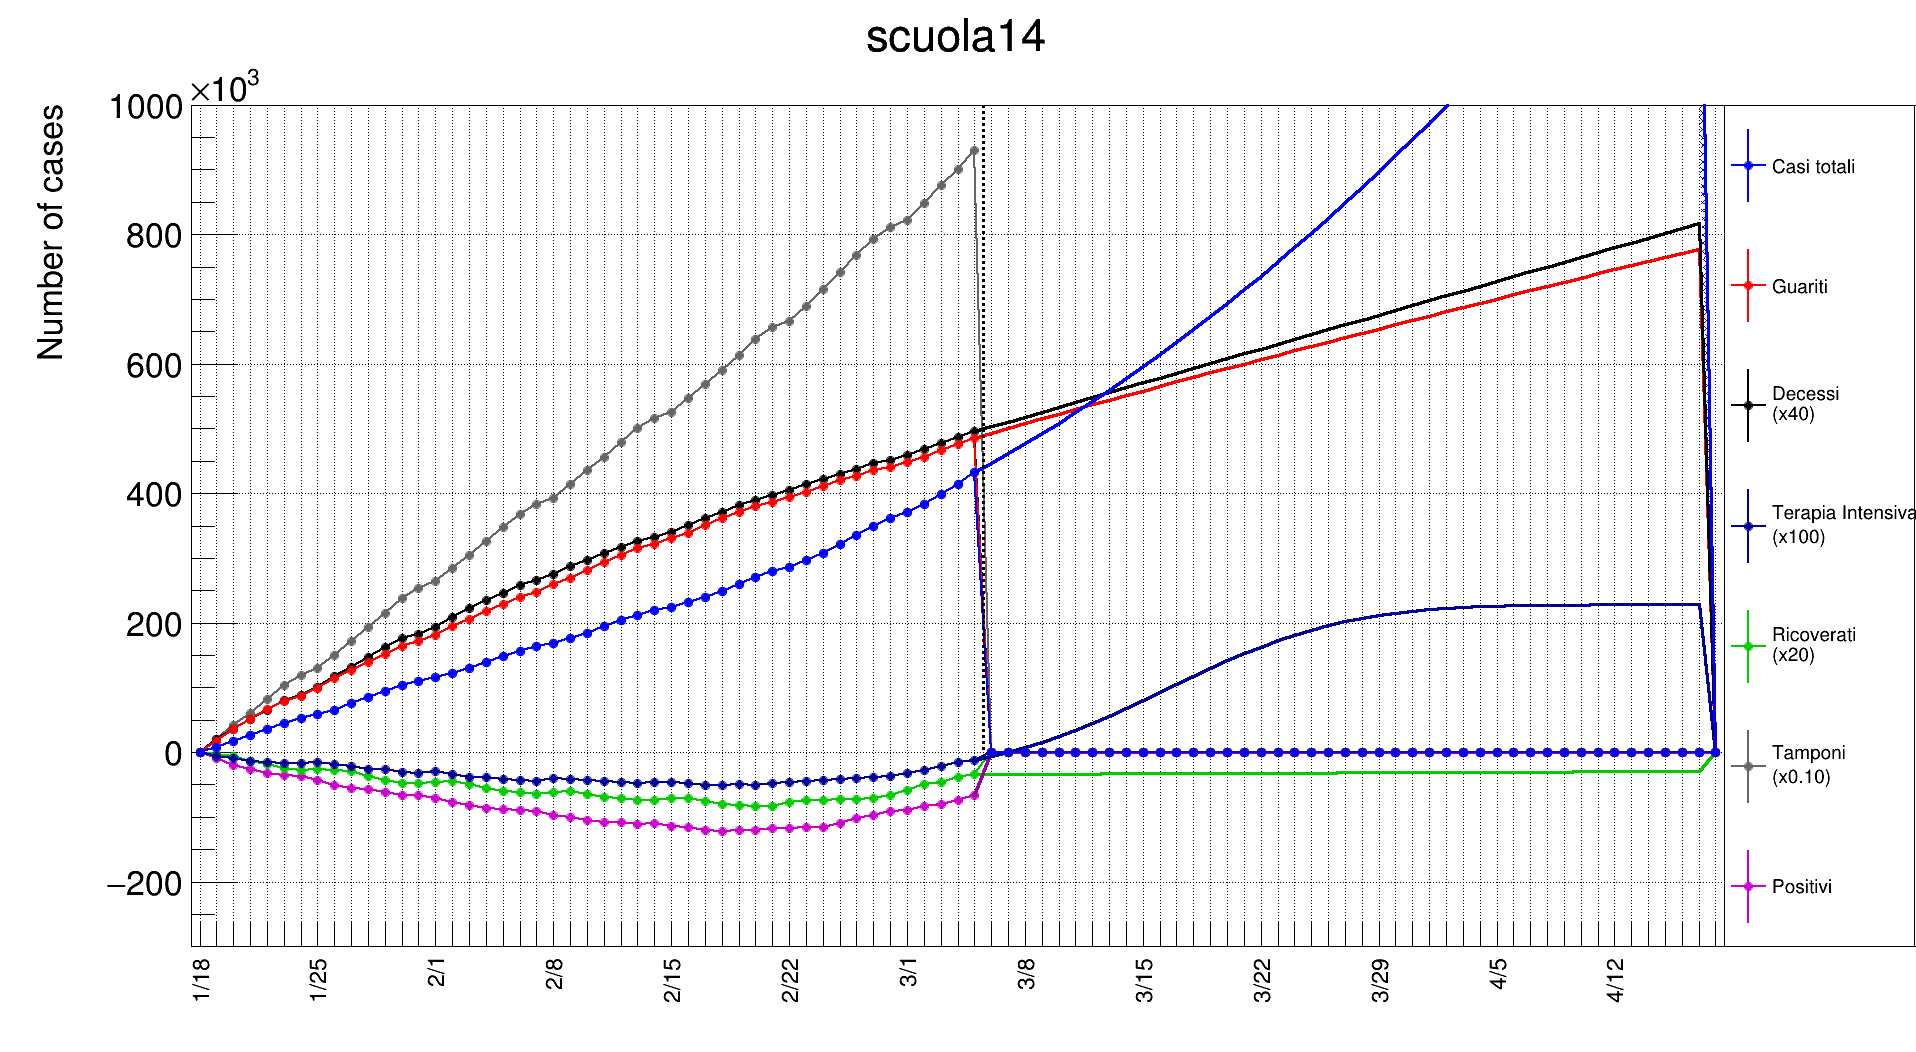 scuola14
×10³
Number of cases
1000
800
600
400
200
0
−200
1/18
1/25
2/1
2/8
2/15
2/22
3/1
3/8
3/15
3/22
3/29
4/5
4/12
Casi totali
Guariti
Decessi
(x40)
Terapia Intensiva
(x100)
Ricoverati
(x20)
Tamponi
(x0.10)
Positivi